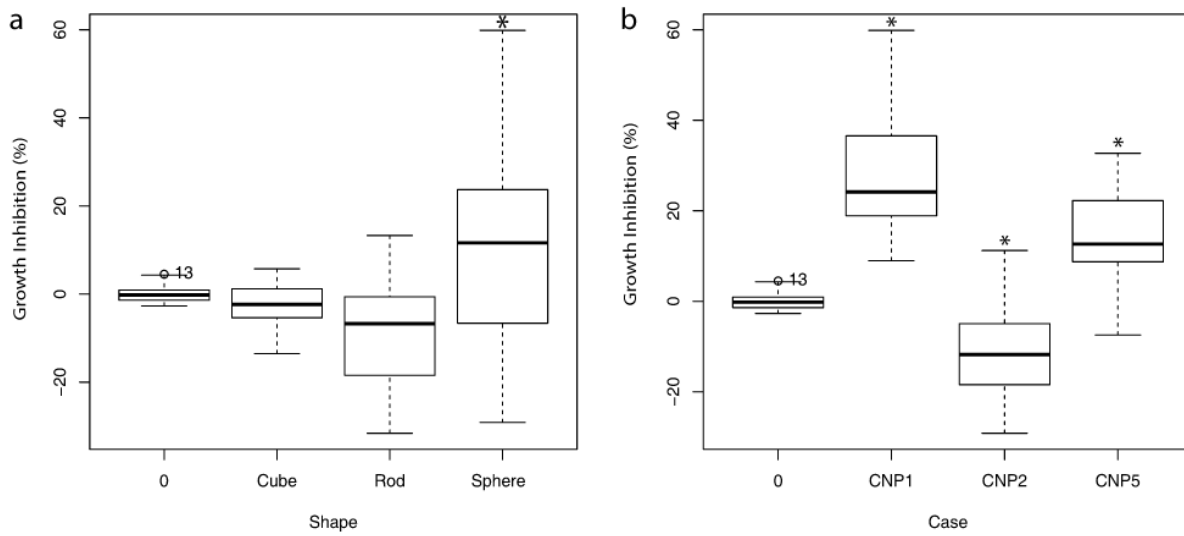 a
Growth Inhibition (%)
60
40
20
0
−20
*
13
0 Cube Rod Sphere
Shape
b
Growth Inhibition (%)
60
40
20
0
−20
*
*
*
13
0 CNP1 CNP2 CNP5
Case